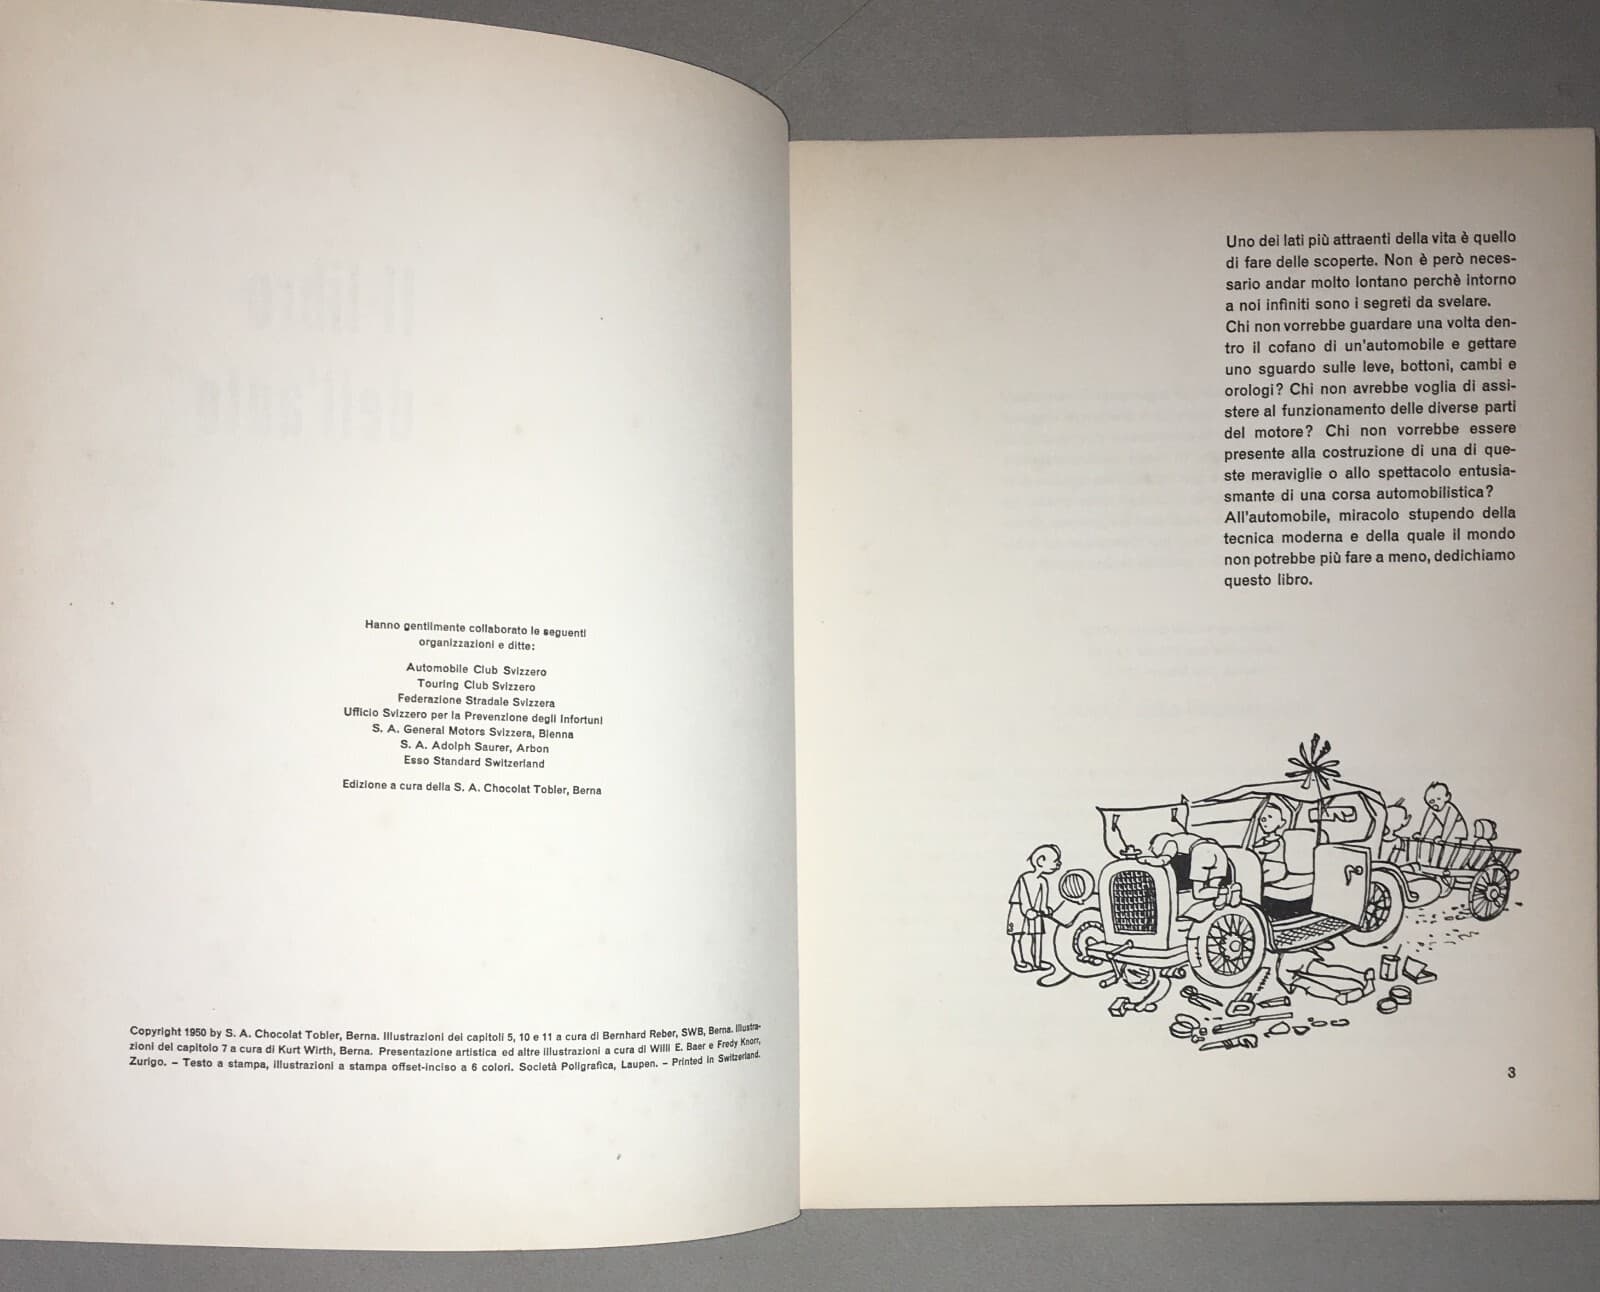 Il libro
dell'auto
Hanno gentilmente collaborato le seguenti
organizzazioni e ditte:
Automobile Club Svizzero
Touring Club Svizzero
Federazione Stradale Svizzera
Ufficio Svizzero per la Prevenzione degli Infortuni
S. A. General Motors Svizzera, Bienna
S. A. Adolph Saurer, Arbon
Esso Standard Switzerland
Edizione a cura della S. A. Chocolat Tobler, Berna
Copyright 1950 by S. A. Chocolat Tobler, Berna. Illustrazioni dei capitoli 5, 10 e 11 a cura di Bernhard Reber, SWB, Berna. Illustra-
zioni del capitolo 7 a cura di Kurt Wirth, Berna. Presentazione artistica ed altre illustrazioni a cura di Willi E. Baer e Fredy Knorr,
Zurigo. – Testo a stampa, illustrazioni a stampa offset-inciso a 6 colori. Società Poligrafica, Laupen. – Printed in Switzerland.
Uno dei lati più attraenti della vita è quello
di fare delle scoperte. Non è però neces-
sario andar molto lontano perchè intorno
a noi infiniti sono i segreti da svelare.
Chi non vorrebbe guardare una volta den-
tro il cofano di un'automobile e gettare
uno sguardo sulle leve, bottoni, cambi e
orologi? Chi non avrebbe voglia di assi-
stere al funzionamento delle diverse parti
del motore? Chi non vorrebbe essere
presente alla costruzione di una di que-
ste meraviglie o allo spettacolo entusia-
smante di una corsa automobilistica?
All'automobile, miracolo stupendo della
tecnica moderna e della quale il mondo
non potrebbe più fare a meno, dedichiamo
questo libro.
3